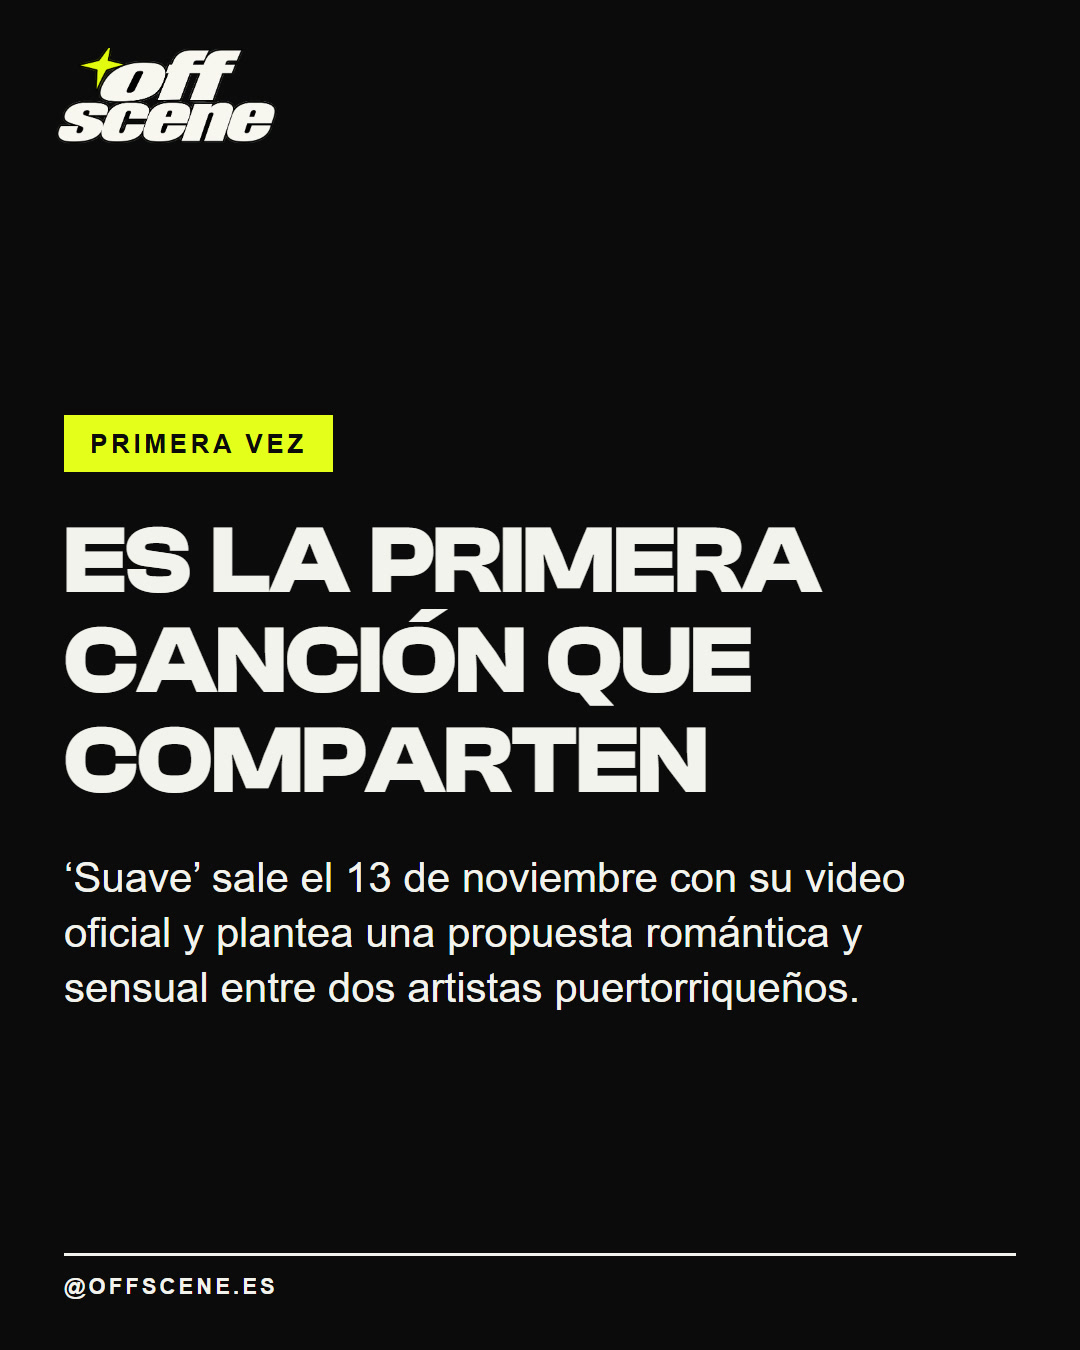 off
scene
PRIMERA VEZ
ES LA PRIMERA
CANCIÓN QUE
COMPARTEN
‘Suave’ sale el 13 de noviembre con su video
oficial y plantea una propuesta romántica y
sensual entre dos artistas puertorriqueños.
@OFFSCENE.ES